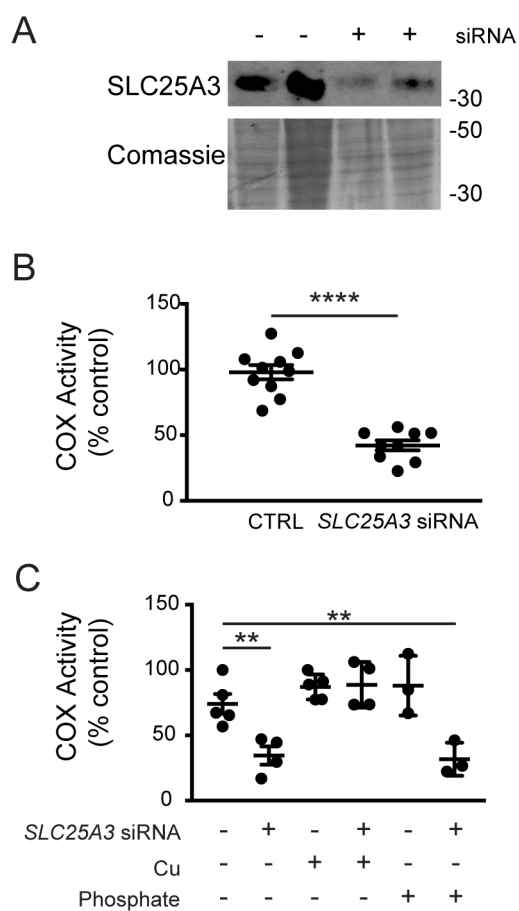 A
- - + + siRNA
SLC25A3
-30
-50
Comassie
-30
B
150
****
100
50
0
COX Activity
(% control)
CTRL SLC25A3 siRNA
C
150
**
**
100
50
0
COX Activity
(% control)
SLC25A3 siRNA - + - + - +
Cu - - + + - -
Phosphate - - - - + +